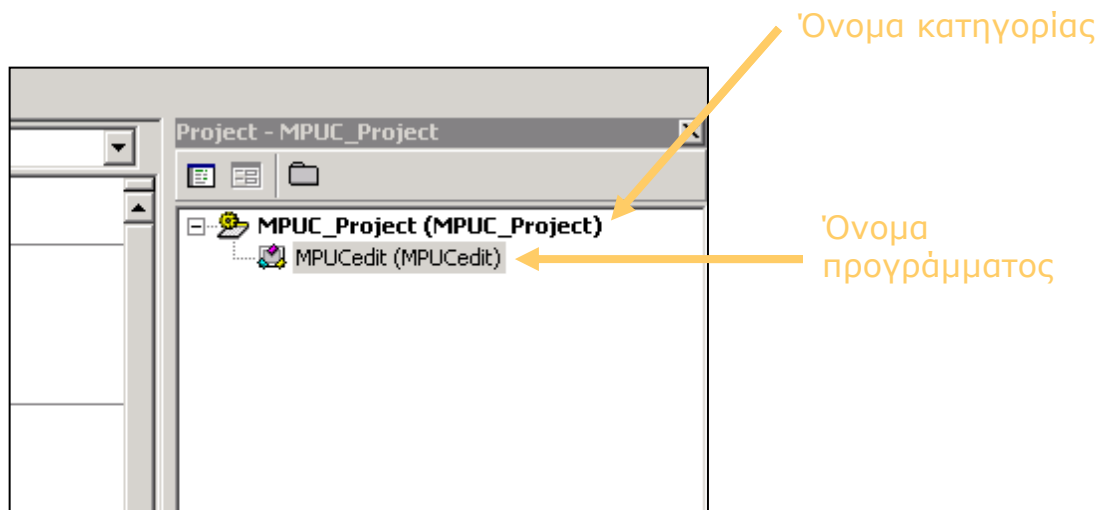 Όνομα κατηγορίας
Project - MPUC_Project
MPUC_Project (MPUC_Project)
MPUCedit (MPUCedit)
Όνομα
προγράμματος